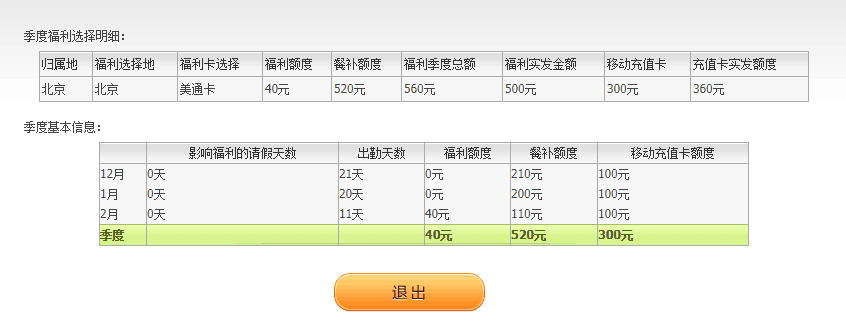 季度福利选择明细:
归属地 福利选择地 福利卡选择 福利额度 餐补额度 福利季度总额 福利实发金额 移动充值卡 充值卡实发额度
北京 北京 美通卡 40元 520元 560元 500元 300元 360元
季度基本信息:
影响福利的请假天数 出勤天数 福利额度 餐补额度 移动充值卡额度
12月 0天 21天 0元 210元 100元
1月 0天 20天 0元 200元 100元
2月 0天 11天 40元 110元 100元
季度 40元 520元 300元
退出